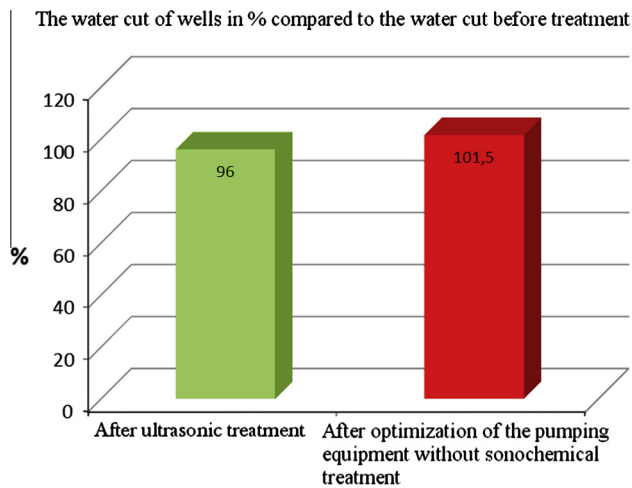 The water cut of wells in % compared to the water cut before treatment
120
100
80
60
40
20
0
%
96
101,5
After ultrasonic treatment
After optimization of the pumping
equipment without sonochemical
treatment